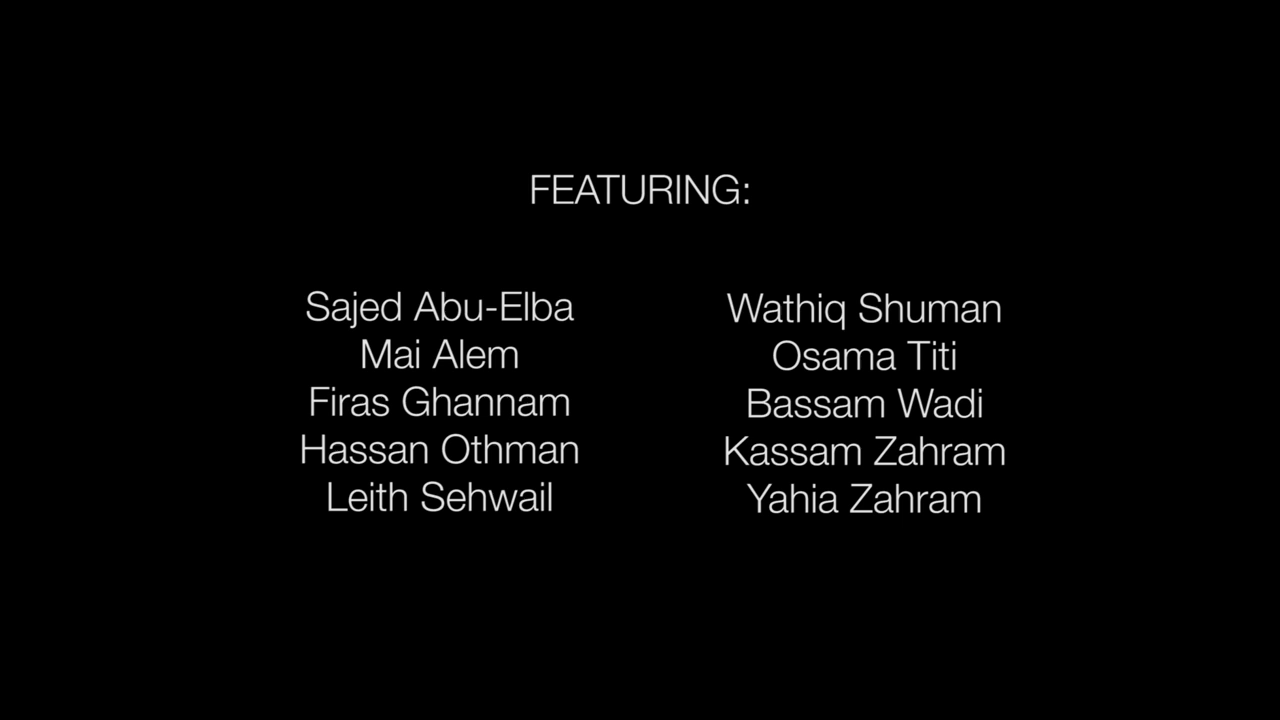 FEATURING:
Sajed Abu-Elba
Mai Alem
Firas Ghannam
Hassan Othman
Leith Sehwail
Wathiq Shuman
Osama Titi
Bassam Wadi
Kassam Zahram
Yahia Zahram